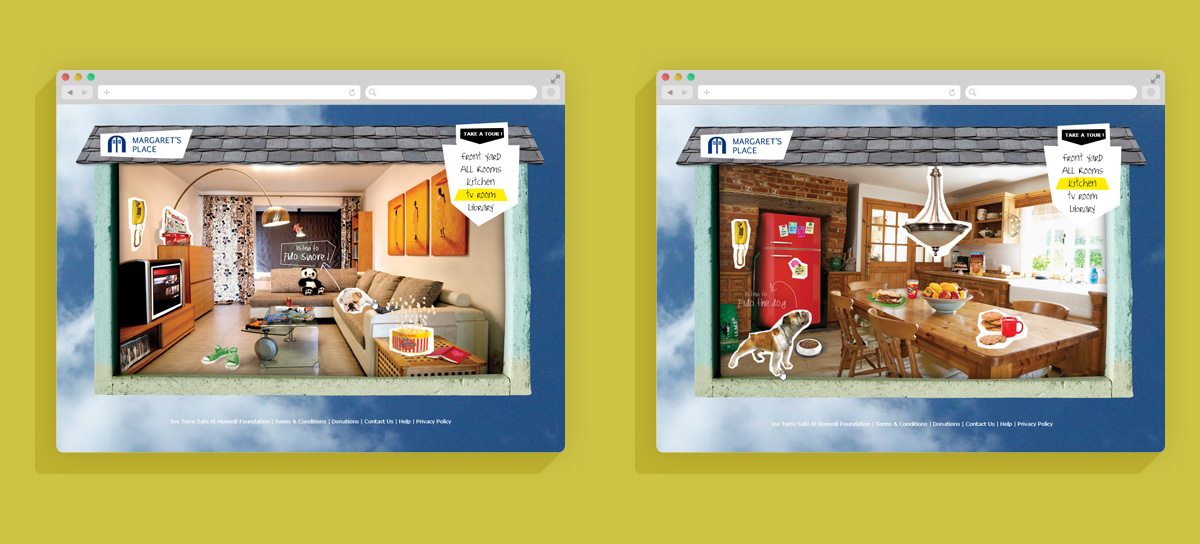 MARGARET'S
PLACE
TAKE A TOUR!
Front Yard
ALL Rooms
Kitchen
tv room
Library
listen to
Fido snore!
Joe Torre Safe At Home® Foundation | Terms & Conditions | Donations | Contact Us | Help | Privacy Policy
MARGARET'S
PLACE
TAKE A TOUR!
Front Yard
ALL Rooms
Kitchen
tv room
Library
listen to
Fido the dog
IAMS
Joe Torre Safe At Home® Foundation | Terms & Conditions | Donations | Contact Us | Help | Privacy Policy